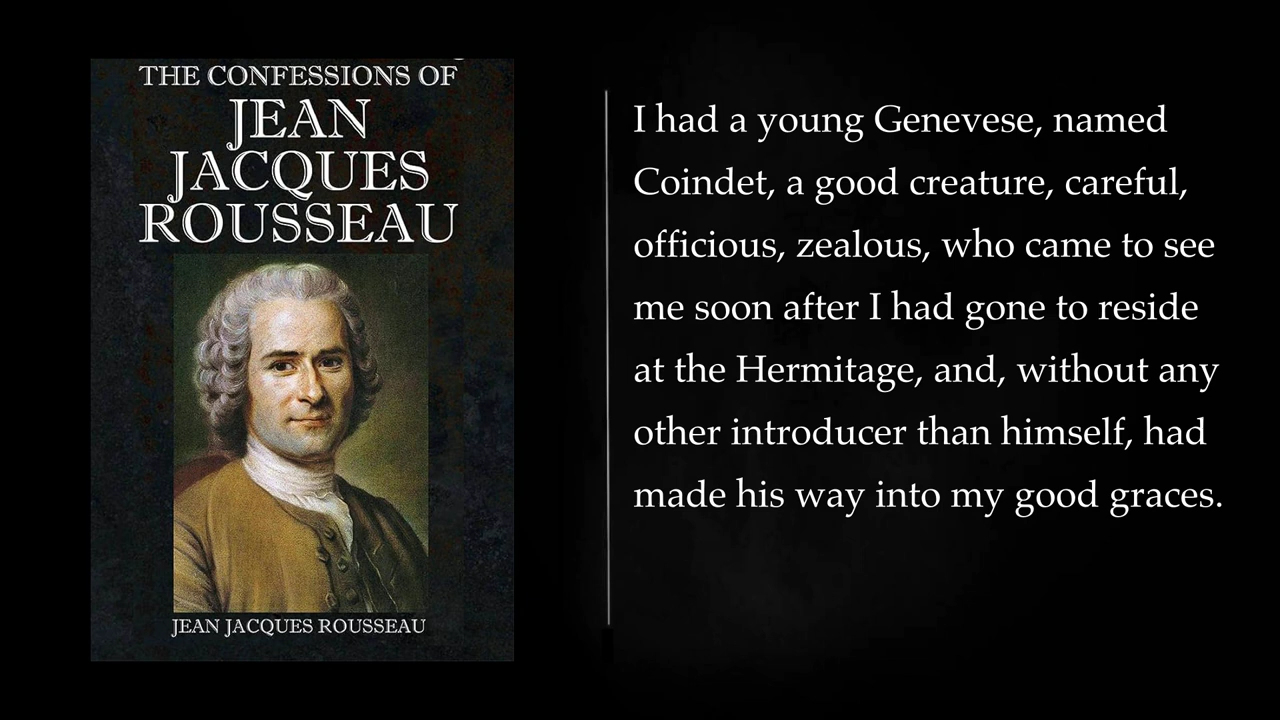 THE CONFESSIONS OF
JEAN
JACQUES
ROUSSEAU
JEAN JACQUES ROUSSEAU
I had a young Genevese, named
Coindet, a good creature, careful,
officious, zealous, who came to see
me soon after I had gone to reside
at the Hermitage, and, without any
other introducer than himself, had
made his way into my good graces.